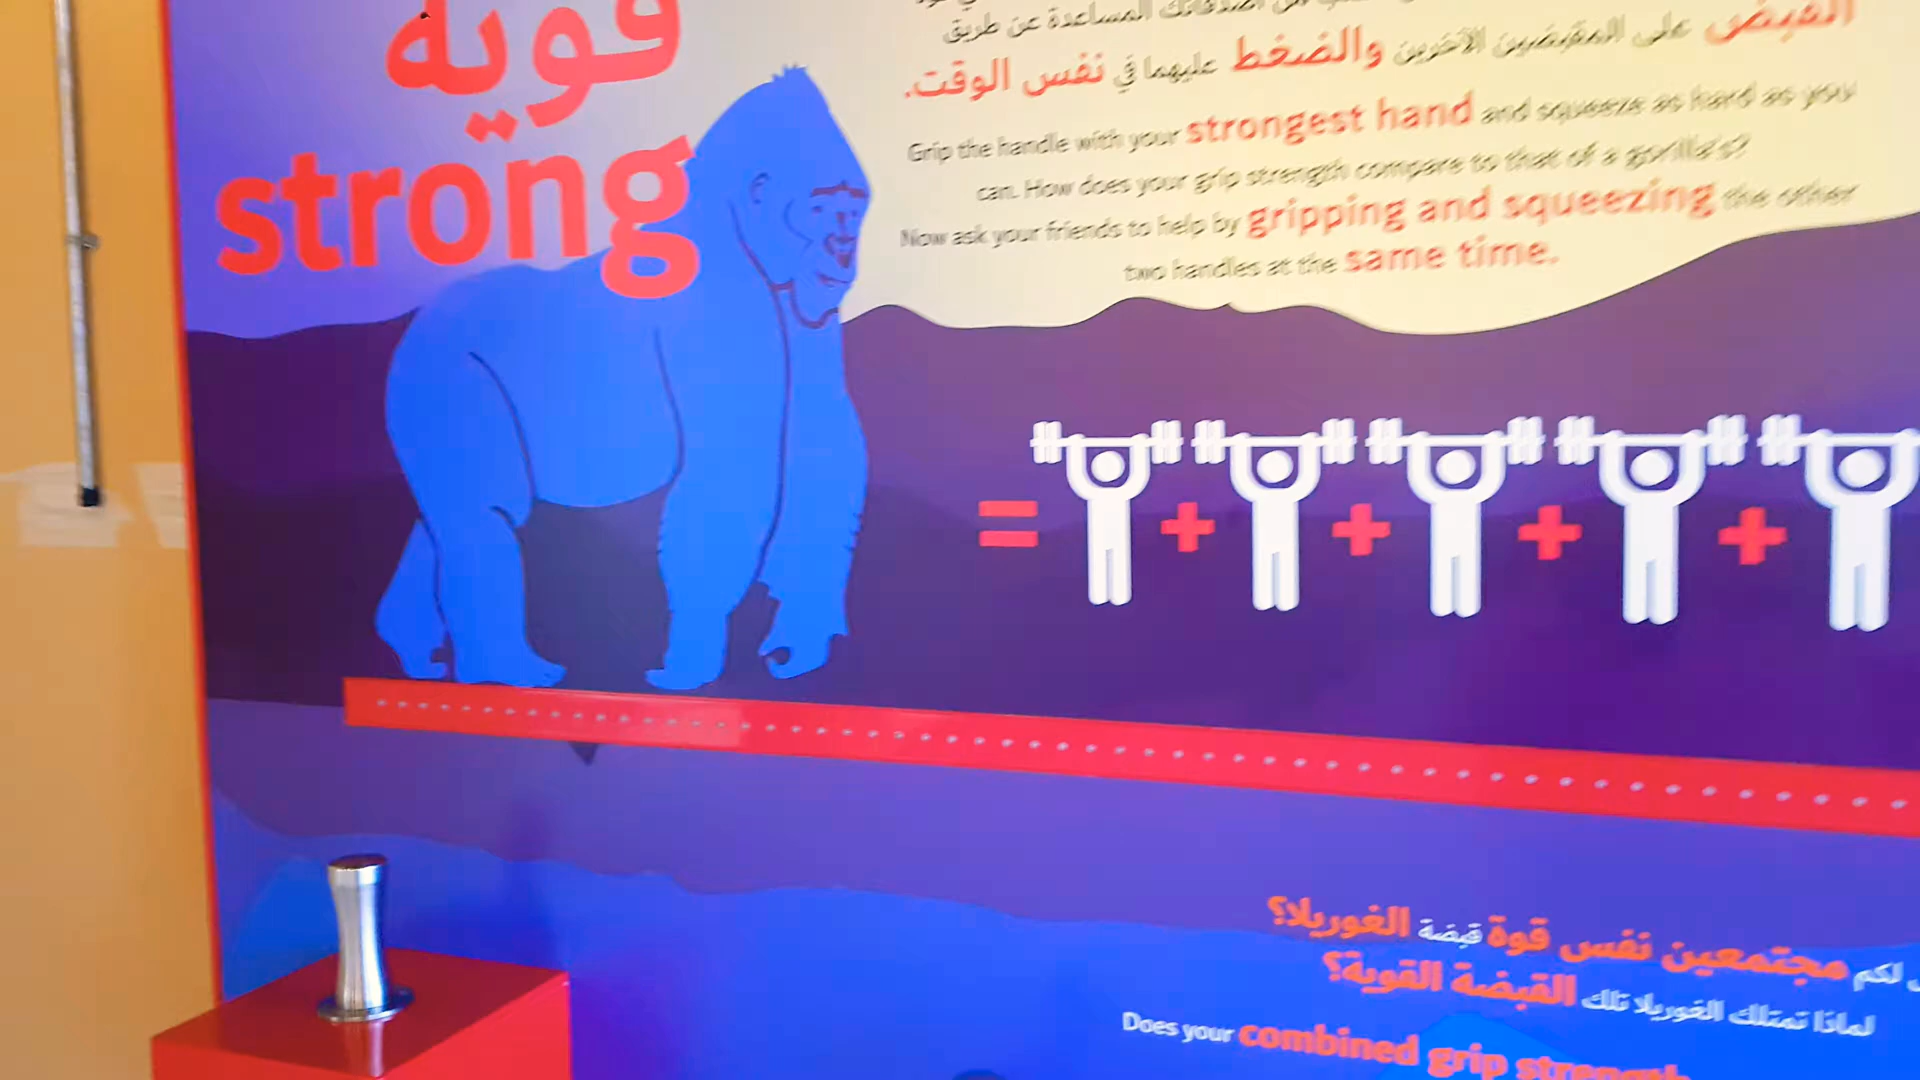 قوية
strong
المساعدة عن طريق
القبض على المقبضين الآخرين والضغط عليهما في نفس الوقت.
Grip the handle with your strongest hand and squeeze as hard as you
can. How does your grip strength compare to that of a gorilla's?
Now ask your friends to help by gripping and squeezing the other
two handles at the same time.
لكم مجتمعين نفس قوة قبضة الغوريلا؟
لماذا تمتلك الغوريلا تلك القبضة القوية؟
Does your combined grip strength